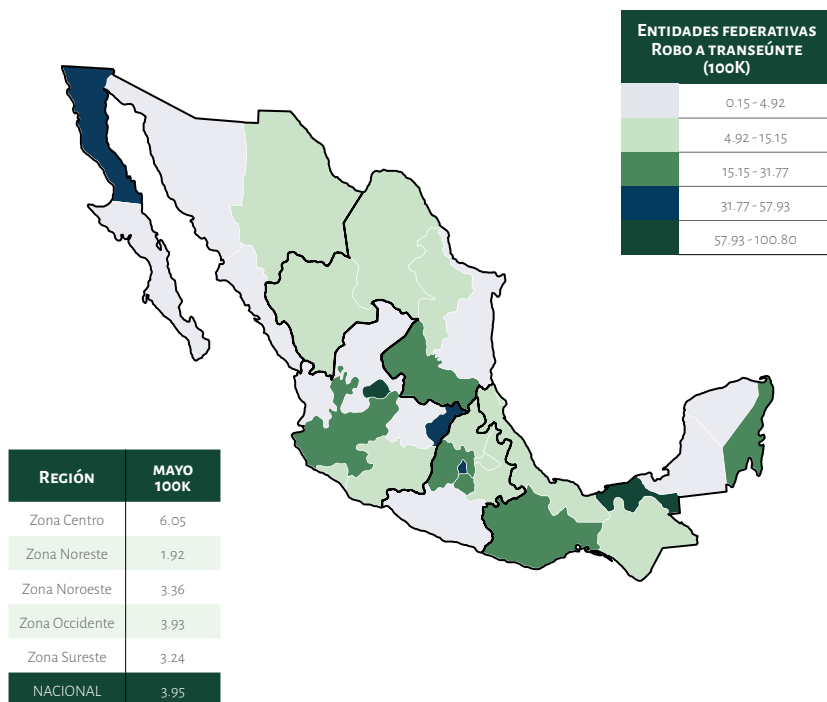 Entidades federativas
Robo a transeúnte
(100K)
0.15 - 4.92
4.92 - 15.15
15.15 - 31.77
31.77 - 57.93
57.93 - 100.80
Región mayo
100K
Zona Centro 6.05
Zona Noreste 1.92
Zona Noroeste 3.36
Zona Occidente 3.93
Zona Sureste 3.24
NACIONAL 3.95